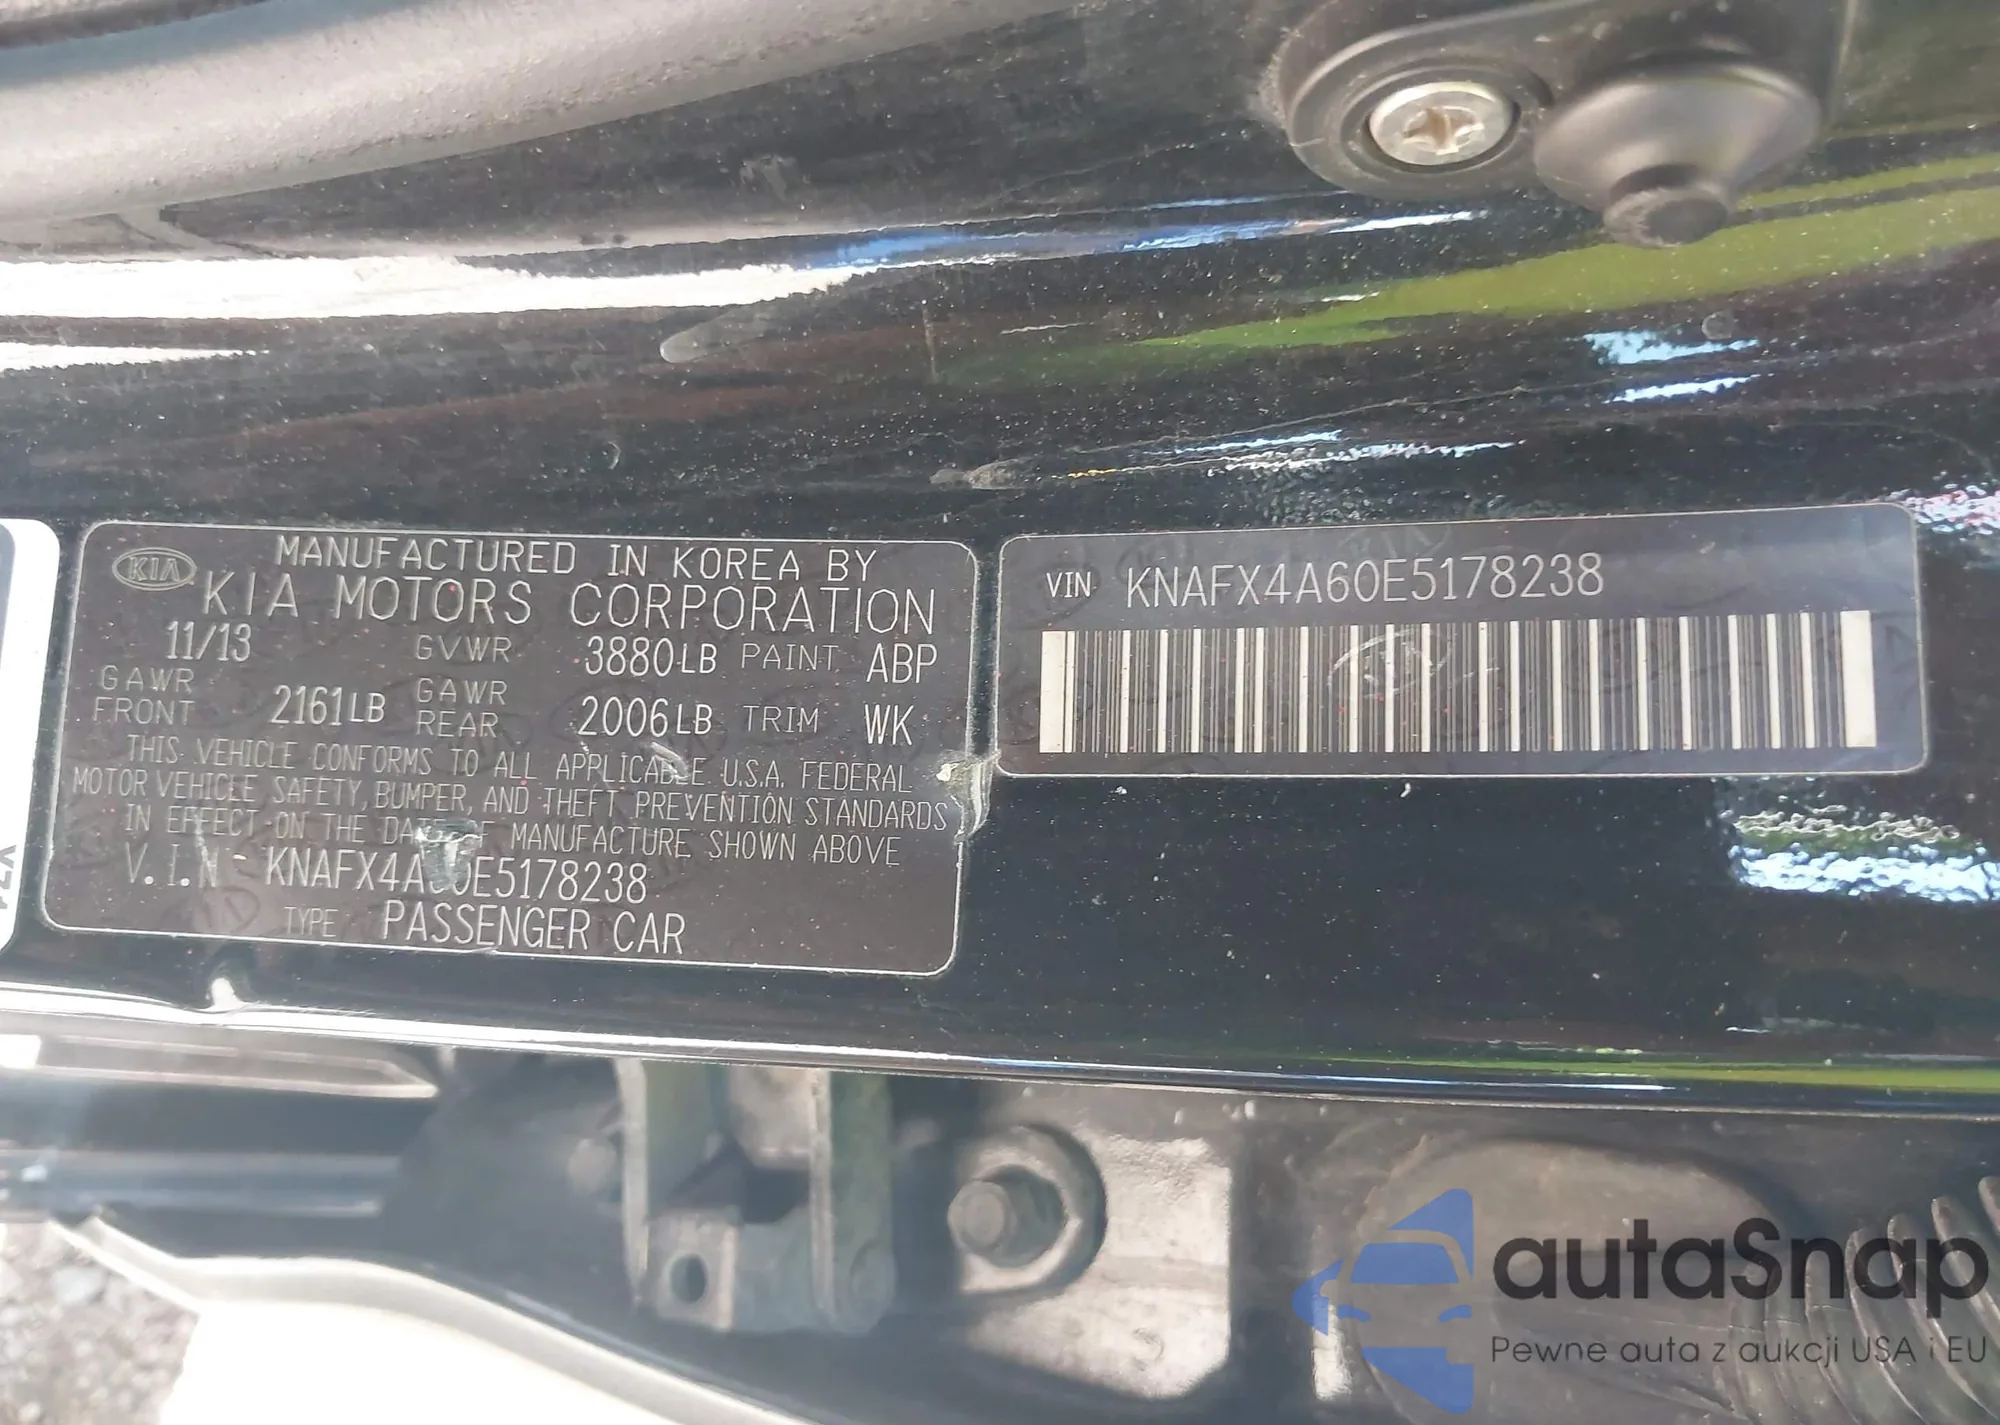 KIA
MANUFACTURED IN KOREA BY
KIA MOTORS CORPORATION
11/13 GVWR 3880LB PAINT ABP
GAWR FRONT 2161LB GAWR REAR 2006LB TRIM WK
THIS VEHICLE CONFORMS TO ALL APPLICABLE U.S.A. FEDERAL
MOTOR VEHICLE SAFETY, BUMPER, AND THEFT PREVENTION STANDARDS
IN EFFECT ON THE DATE OF MANUFACTURE SHOWN ABOVE
V.I.N - KNAFX4A60E5178238
TYPE PASSENGER CAR
VIN KNAFX4A60E5178238
autaSnap
Pewne auta z aukcji USA i EU